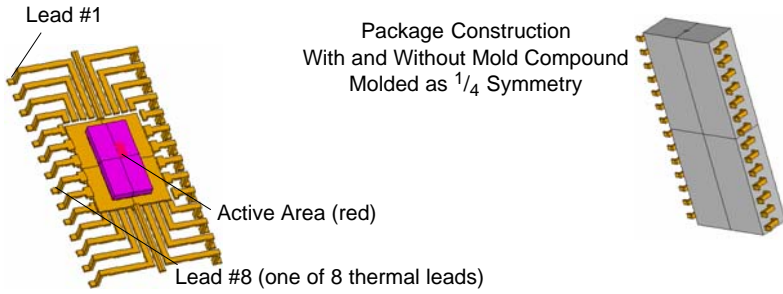 Lead #1
Package Construction
With and Without Mold Compound
Molded as 1/4 Symmetry
Active Area (red)
Lead #8 (one of 8 thermal leads)